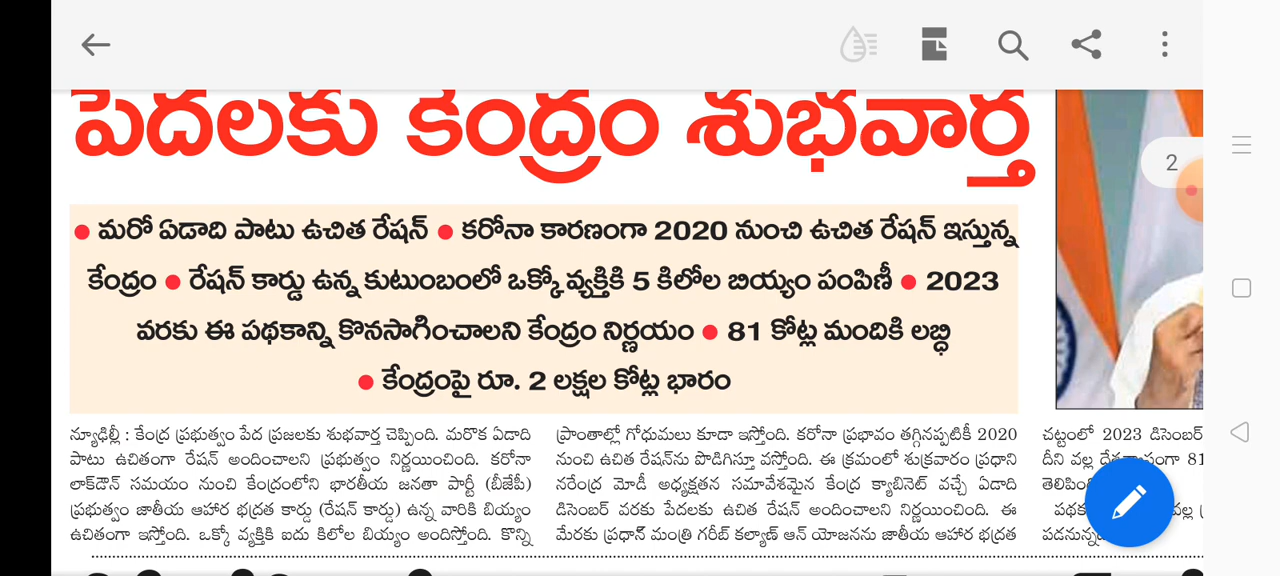 పేదలకు కేంద్రం శుభవార్త
2
● మరో ఏడాది పాటు ఉచిత రేషన్ ● కరోనా కారణంగా 2020 నుంచి ఉచిత రేషన్ ఇస్తున్న
కేంద్రం ● రేషన్ కార్డు ఉన్న కుటుంబంలో ఒక్కో వ్యక్తికి 5 కిలోల బియ్యం పంపిణీ ● 2023
వరకు ఈ పథకాన్ని కొనసాగించాలని కేంద్రం నిర్ణయం ● 81 కోట్ల మందికి లబ్ధి
● కేంద్రంపై రూ. 2 లక్షల కోట్ల భారం
న్యూఢిల్లీ : కేంద్ర ప్రభుత్వం పేద ప్రజలకు శుభవార్త చెప్పింది. మరొక ఏడాది
పాటు ఉచితంగా రేషన్ అందించాలని ప్రభుత్వం నిర్ణయించింది. కరోనా
లాక్‌డౌన్ సమయం నుంచి కేంద్రంలోని భారతీయ జనతా పార్టీ (బీజేపీ)
ప్రభుత్వం జాతీయ ఆహార భద్రత కార్డు (రేషన్ కార్డు) ఉన్న వారికి బియ్యం
ఉచితంగా ఇస్తోంది. ఒక్కో వ్యక్తికి ఐదు కిలోల బియ్యం అందిస్తోంది. కొన్ని
ప్రాంతాల్లో గోధుమలు కూడా ఇస్తోంది. కరోనా ప్రభావం తగ్గినప్పటికీ 2020
నుంచి ఉచిత రేషన్‌ను పొడిగిస్తూ వస్తోంది. ఈ క్రమంలో శుక్రవారం ప్రధాని
నరేంద్ర మోడీ అధ్యక్షతన సమావేశమైన కేంద్ర క్యాబినెట్ వచ్చే ఏడాది
డిసెంబర్ వరకు పేదలకు ఉచిత రేషన్ అందించాలని నిర్ణయించింది. ఈ
మేరకు ప్రధాన్ మంత్రి గరీబ్ కల్యాణ్ ఆన్ యోజనను జాతీయ ఆహార భద్రత
చట్టంలో 2023 డిసెంబర్
దీని వల్ల 81